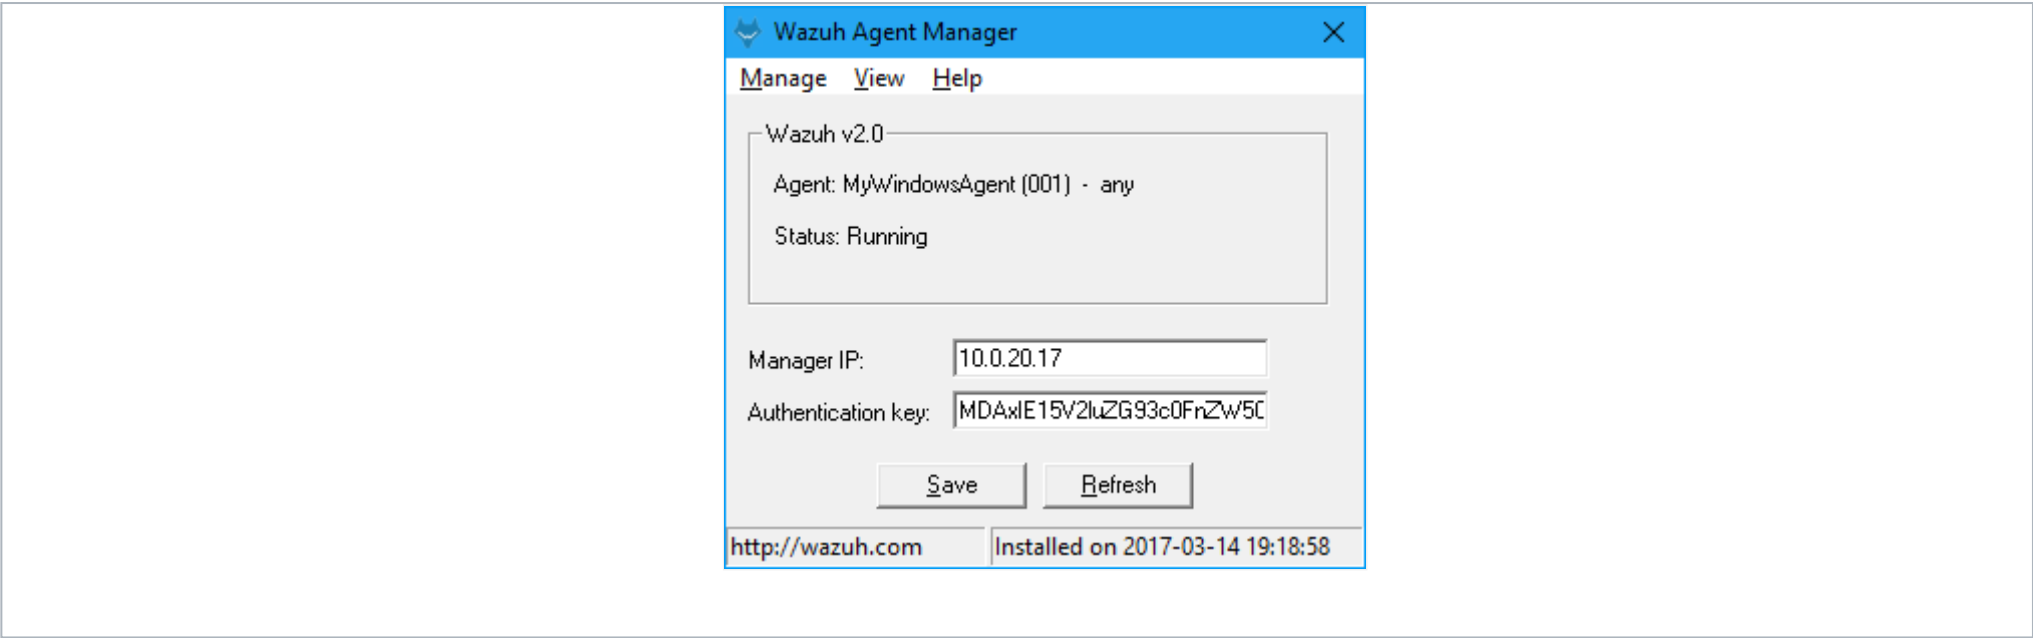 Wazuh Agent Manager
Manage View Help
Wazuh v2.0
Agent: MyWindowsAgent (001) - any
Status: Running
Manager IP: 10.0.20.17
Authentication key: MDAxIE15V2luZG93c0FnZW50
Save Refresh
http://wazuh.com Installed on 2017-03-14 19:18:58